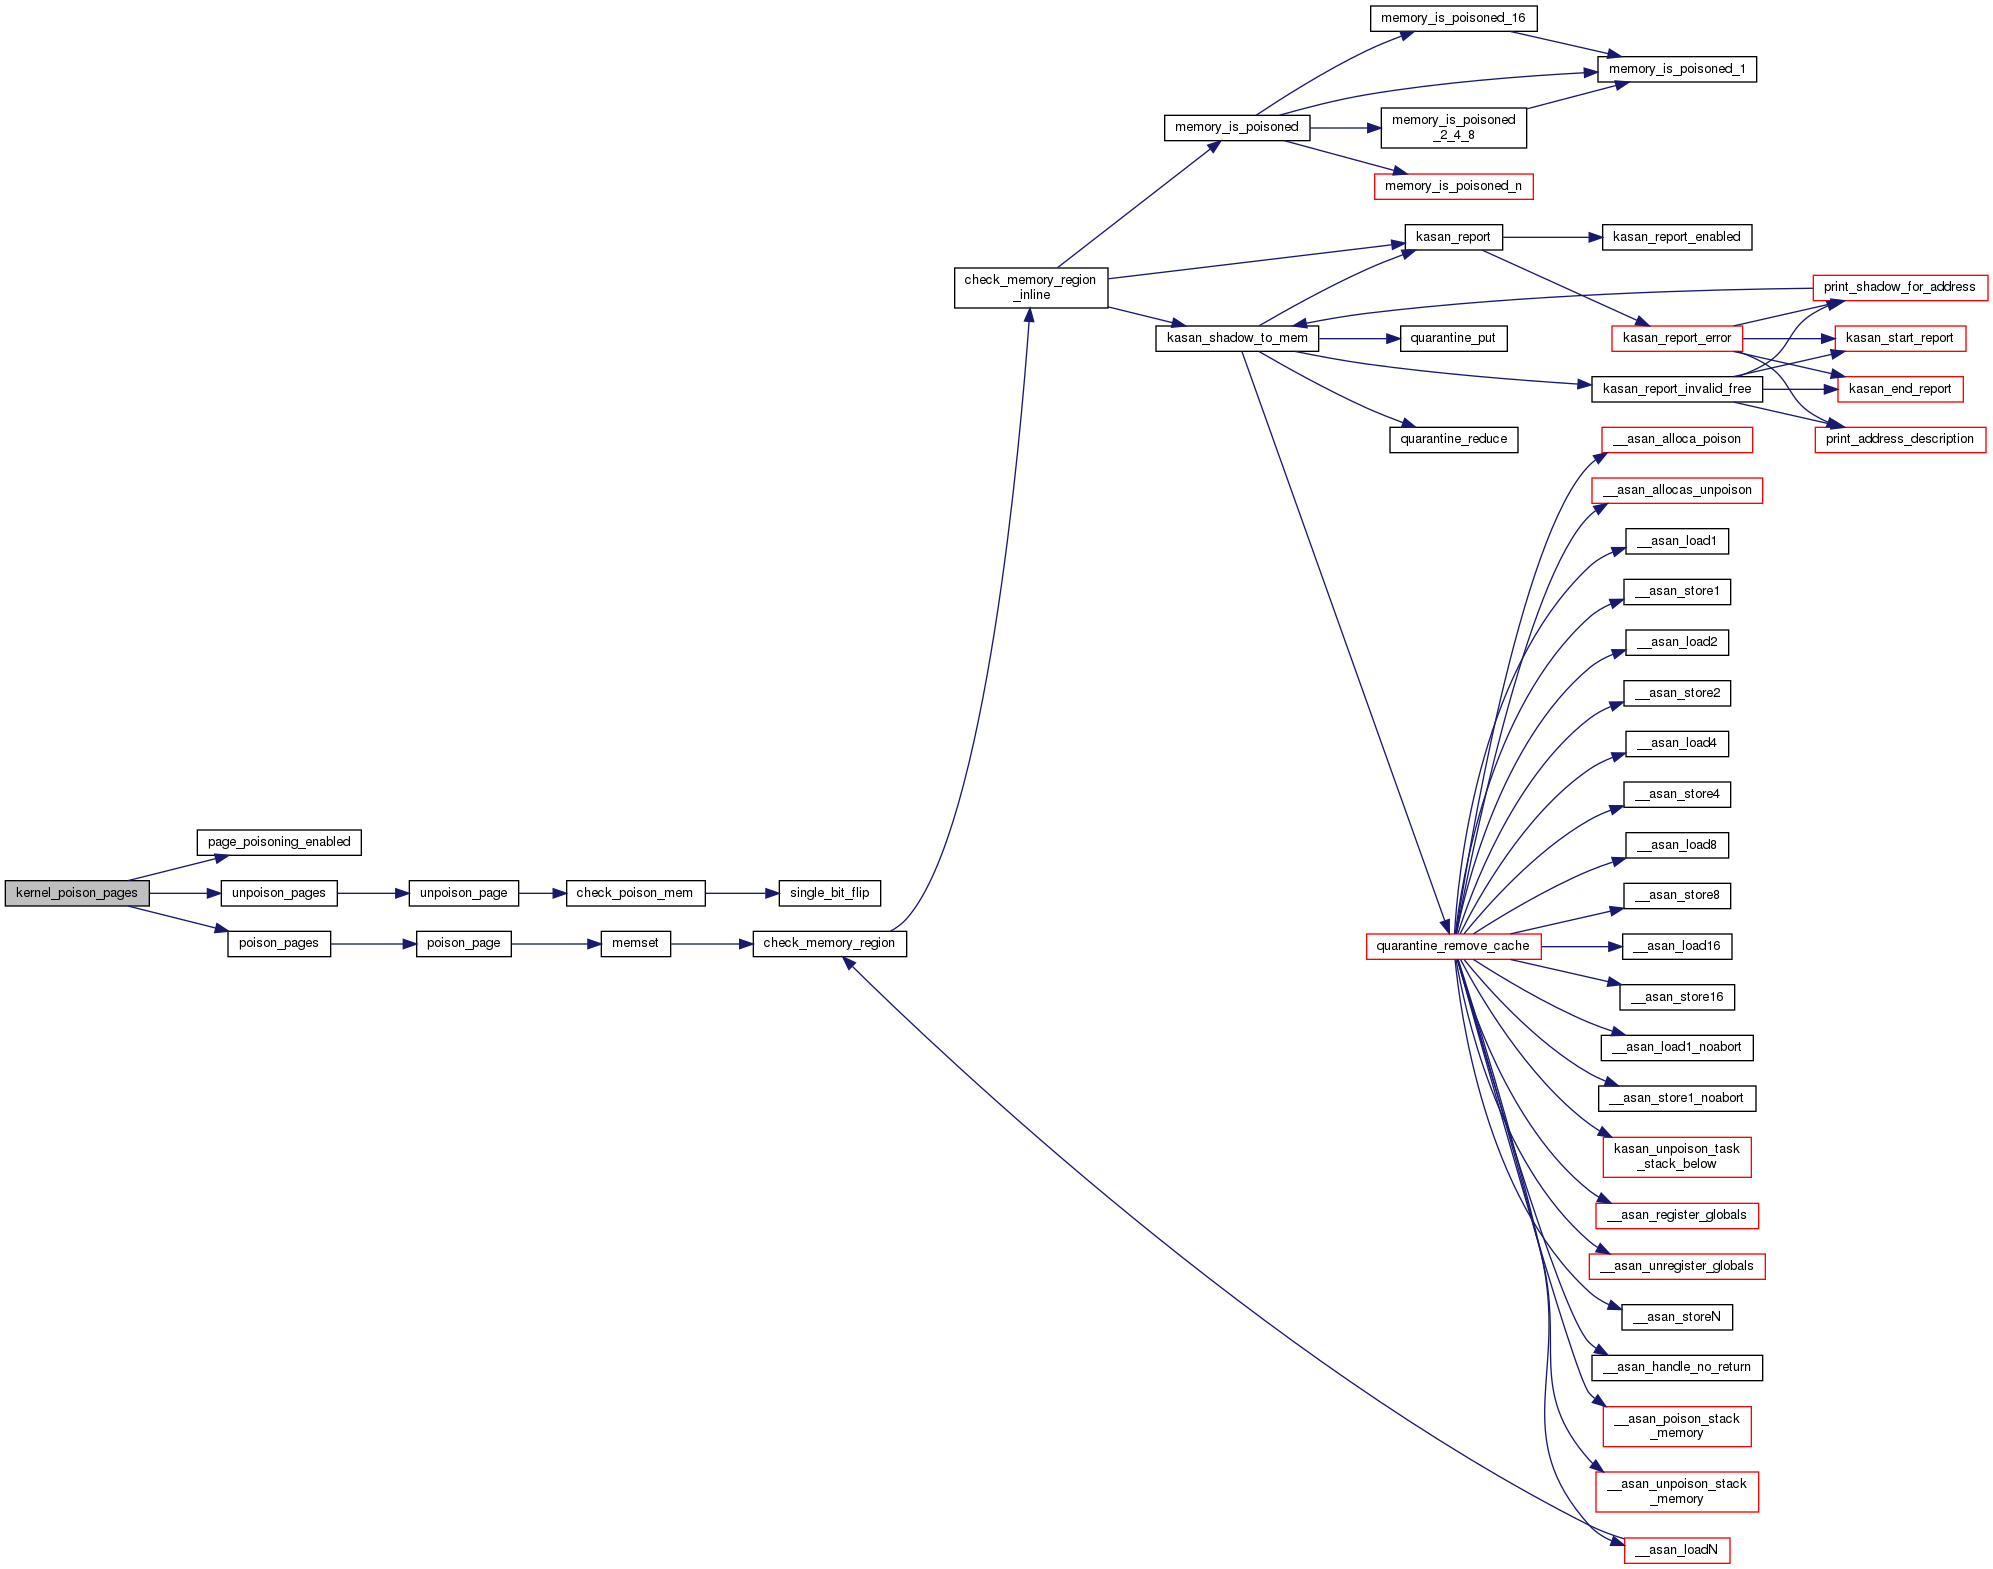 memory_is_poisoned_16
memory_is_poisoned_1
memory_is_poisoned
memory_is_poisoned
_2_4_8
memory_is_poisoned_n
kasan_report
kasan_report_enabled
check_memory_region
_inline
print_shadow_for_address
kasan_shadow_to_mem
quarantine_put
kasan_report_error
kasan_start_report
kasan_report_invalid_free
kasan_end_report
quarantine_reduce
print_address_description
__asan_alloca_poison
__asan_allocas_unpoison
__asan_load1
__asan_store1
__asan_load2
__asan_store2
__asan_load4
__asan_store4
page_poisoning_enabled
__asan_load8
kernel_poison_pages
unpoison_pages
unpoison_page
check_poison_mem
single_bit_flip
__asan_store8
poison_pages
poison_page
memset
check_memory_region
quarantine_remove_cache
__asan_load16
__asan_store16
__asan_load1_noabort
__asan_store1_noabort
kasan_unpoison_task
_stack_below
__asan_register_globals
__asan_unregister_globals
__asan_storeN
__asan_handle_no_return
__asan_poison_stack
_memory
__asan_unpoison_stack
_memory
__asan_loadN